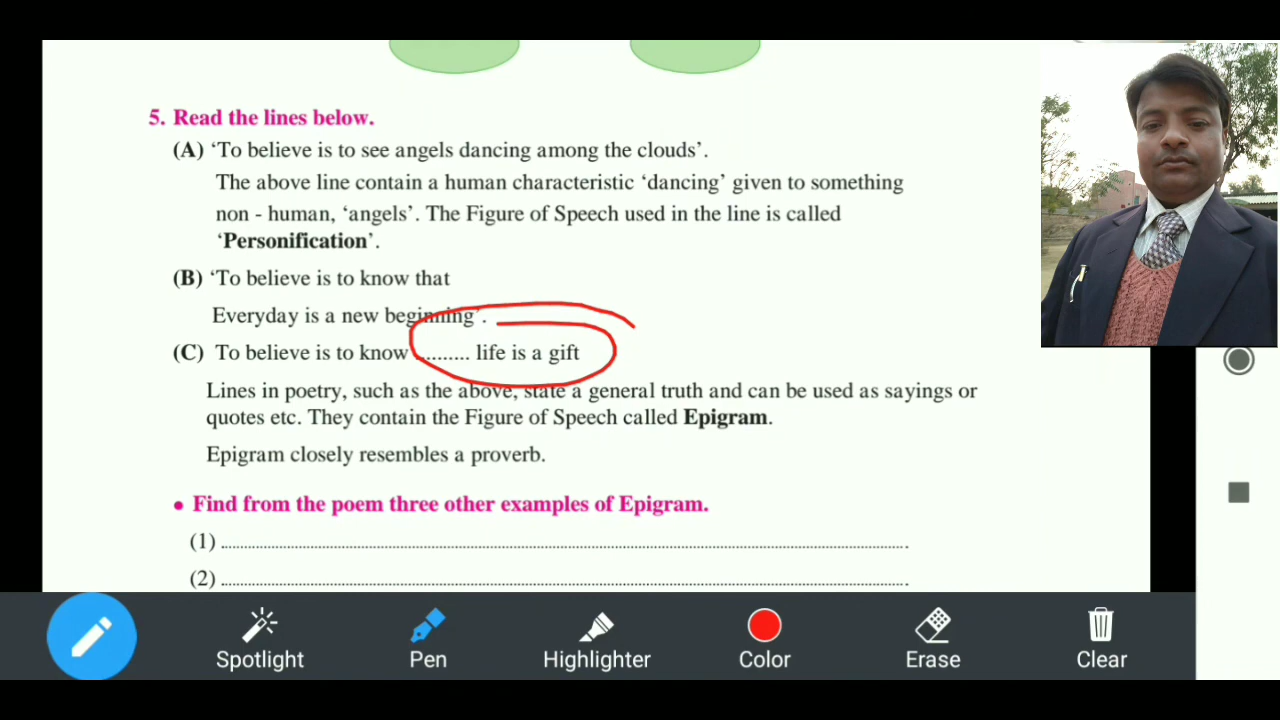 5. Read the lines below.
(A) ‘To believe is to see angels dancing among the clouds’.
The above line contain a human characteristic ‘dancing’ given to something
non - human, ‘angels’. The Figure of Speech used in the line is called
‘Personification’.
(B) ‘To believe is to know that
Everyday is a new beginning’.
(C) To believe is to know ......... life is a gift
Lines in poetry, such as the above, state a general truth and can be used as sayings or
quotes etc. They contain the Figure of Speech called Epigram.
Epigram closely resembles a proverb.
• Find from the poem three other examples of Epigram.
(1) ..........
(2) ..........
Spotlight Pen Highlighter Color Erase Clear